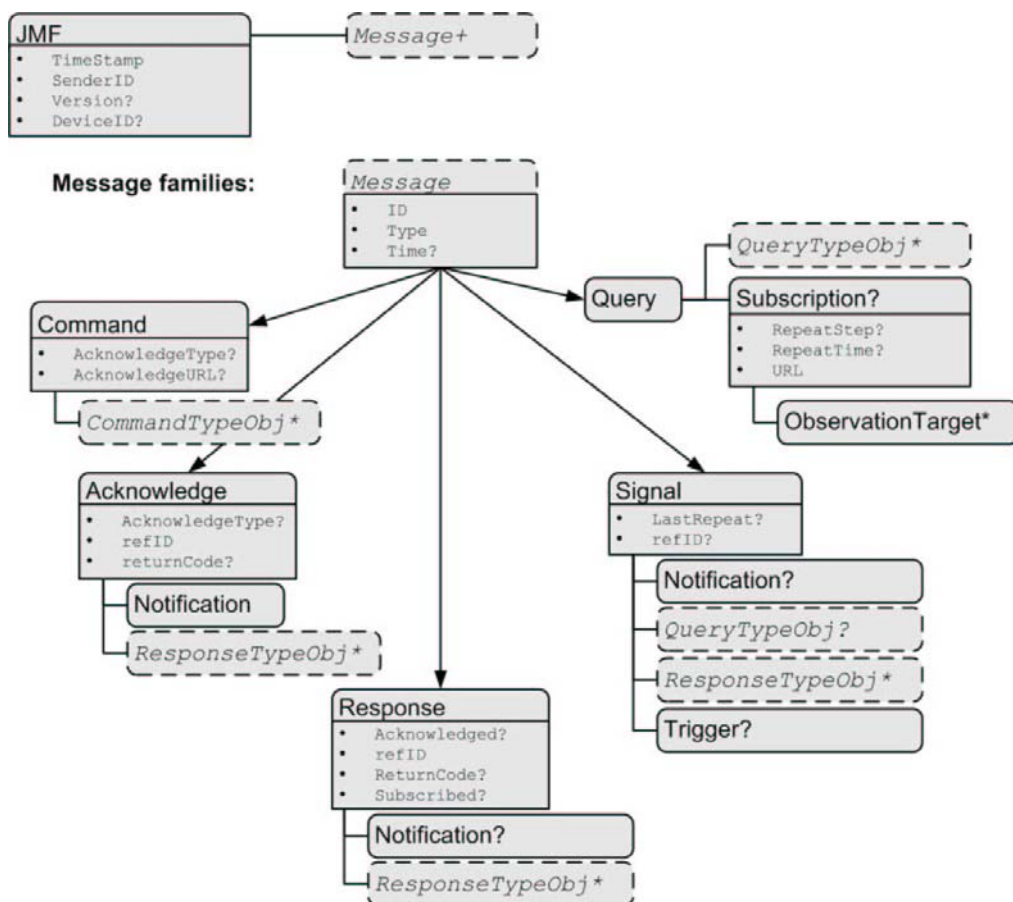 JMF
• TimeStamp
• SenderID
• Version?
• DeviceID?
Message+
Message families:
Message
• ID
• Type
• Time?
Query
QueryTypeObj*
Subscription?
• RepeatStep?
• RepeatTime?
• URL
ObservationTarget*
Command
• AcknowledgeType?
• AcknowledgeURL?
CommandTypeObj*
Acknowledge
• AcknowledgeType?
• refID
• returnCode?
Notification
ResponseTypeObj*
Signal
• LastRepeat?
• refID?
Notification?
QueryTypeObj?
ResponseTypeObj*
Trigger?
Response
• Acknowledged?
• refID
• ReturnCode?
• Subscribed?
Notification?
ResponseTypeObj*